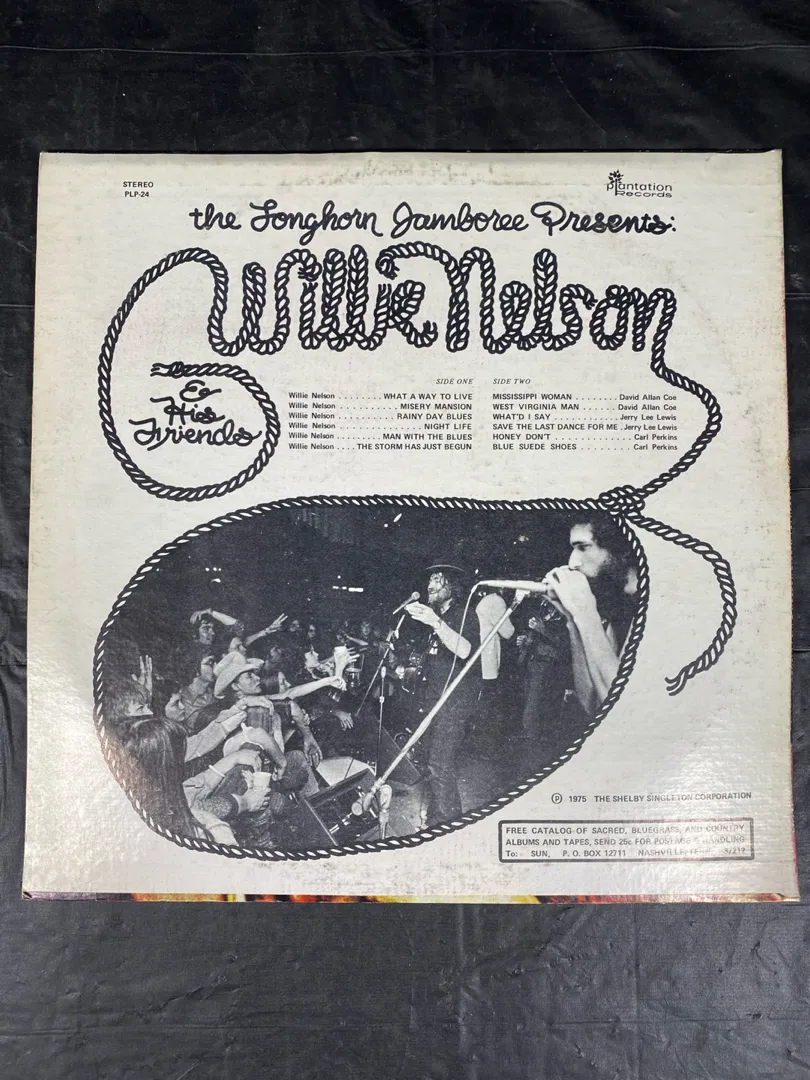 STEREO
PLP-24
Plantation
Records
the Longhorn Jamboree Presents:
Willie Nelson
& His Friends
SIDE ONE
Willie Nelson . . . . . . . . WHAT A WAY TO LIVE
Willie Nelson . . . . . . . . . . MISERY MANSION
Willie Nelson . . . . . . . . . . RAINY DAY BLUES
Willie Nelson . . . . . . . . . . . . . . NIGHT LIFE
Willie Nelson . . . . . . . . . MAN WITH THE BLUES
Willie Nelson . . . . THE STORM HAS JUST BEGUN
SIDE TWO
MISSISSIPPI WOMAN . . . . . . . . David Allan Coe
WEST VIRGINIA MAN . . . . . . David Allan Coe
WHAT'D I SAY . . . . . . . . . . . . Jerry Lee Lewis
SAVE THE LAST DANCE FOR ME . Jerry Lee Lewis
HONEY DON'T . . . . . . . . . . . . . Carl Perkins
BLUE SUEDE SHOES . . . . . . . . . Carl Perkins
℗ 1975 THE SHELBY SINGLETON CORPORATION
FREE CATALOG OF SACRED, BLUEGRASS, AND COUNTRY
ALBUMS AND TAPES, SEND 25c FOR POSTAGE & HANDLING
To: SUN, P. O. BOX 12711 NASHVILLE, TENN. 37212